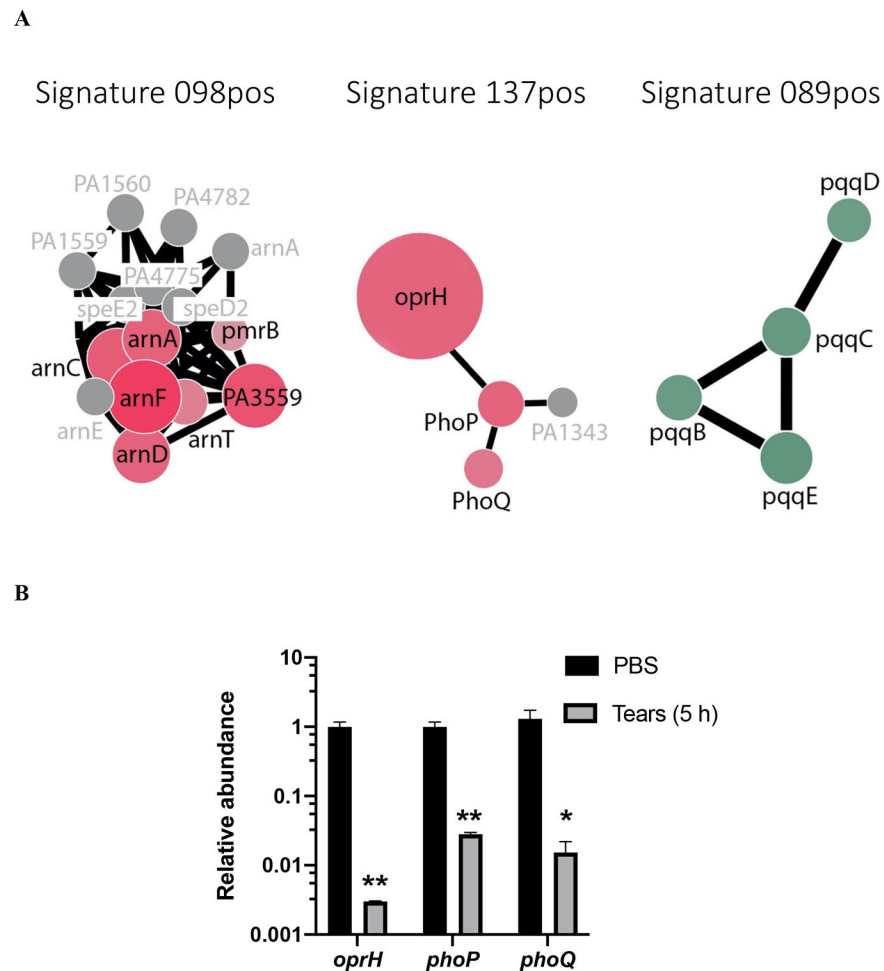 A
Signature 098pos
Signature 137pos
Signature 089pos
PA1560
PA4782
PA1559
arnA
PA4775
speE2
speD2
arnA
pmrB
arnC
arnF
PA3559
arnE
arnT
arnD
oprH
PhoP
PA1343
PhoQ
pqqD
pqqC
pqqB
pqqE
B
10
1
0.1
0.01
0.001
Relative abundance
PBS
Tears (5 h)
**
**
*
oprH
phoP
phoQ